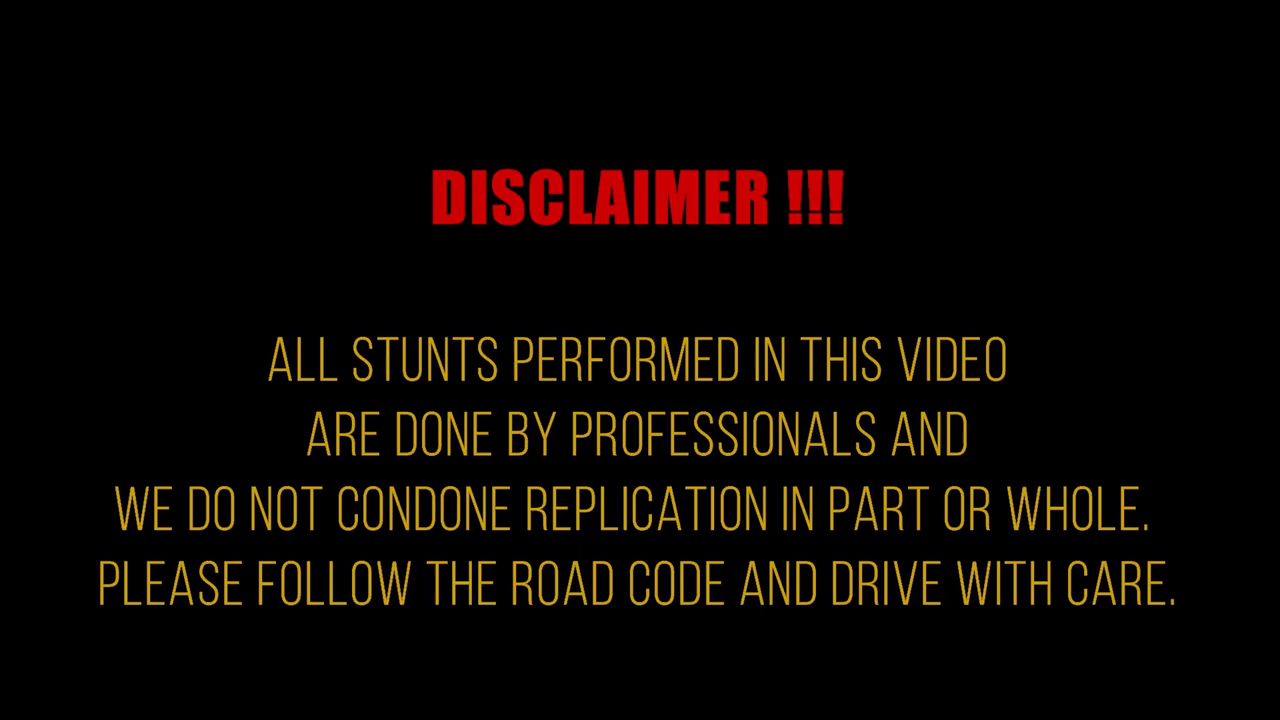 DISCLAIMER !!!
ALL STUNTS PERFORMED IN THIS VIDEO
ARE DONE BY PROFESSIONALS AND
WE DO NOT CONDONE REPLICATION IN PART OR WHOLE.
PLEASE FOLLOW THE ROAD CODE AND DRIVE WITH CARE.